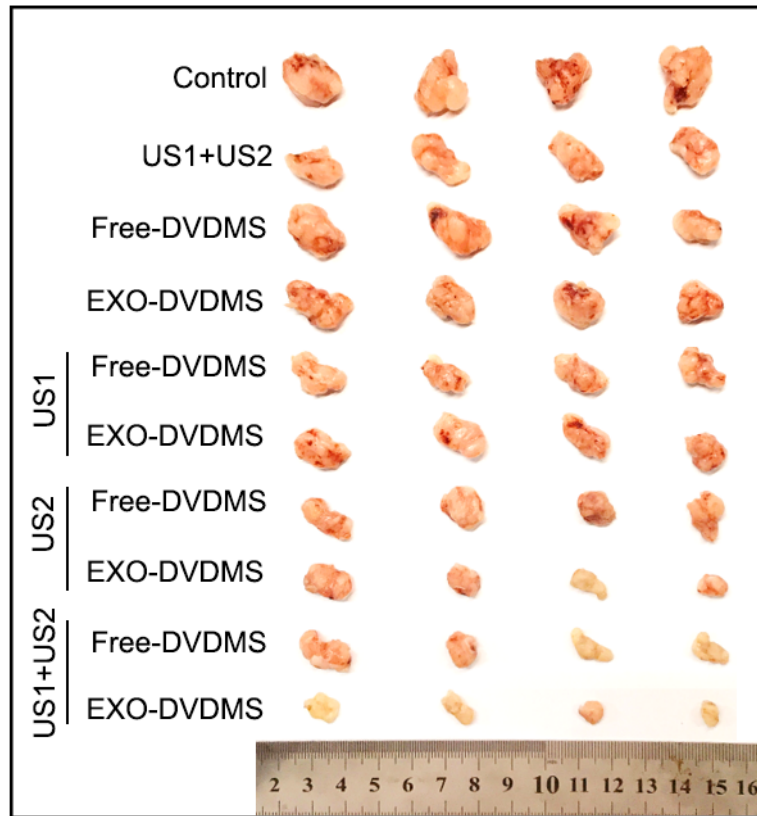 Control
US1+US2
Free-DVDMS
EXO-DVDMS
US1
Free-DVDMS
EXO-DVDMS
US2
Free-DVDMS
EXO-DVDMS
US1+US2
Free-DVDMS
EXO-DVDMS
2 3 4 5 6 7 8 9 10 11 12 13 14 15 16